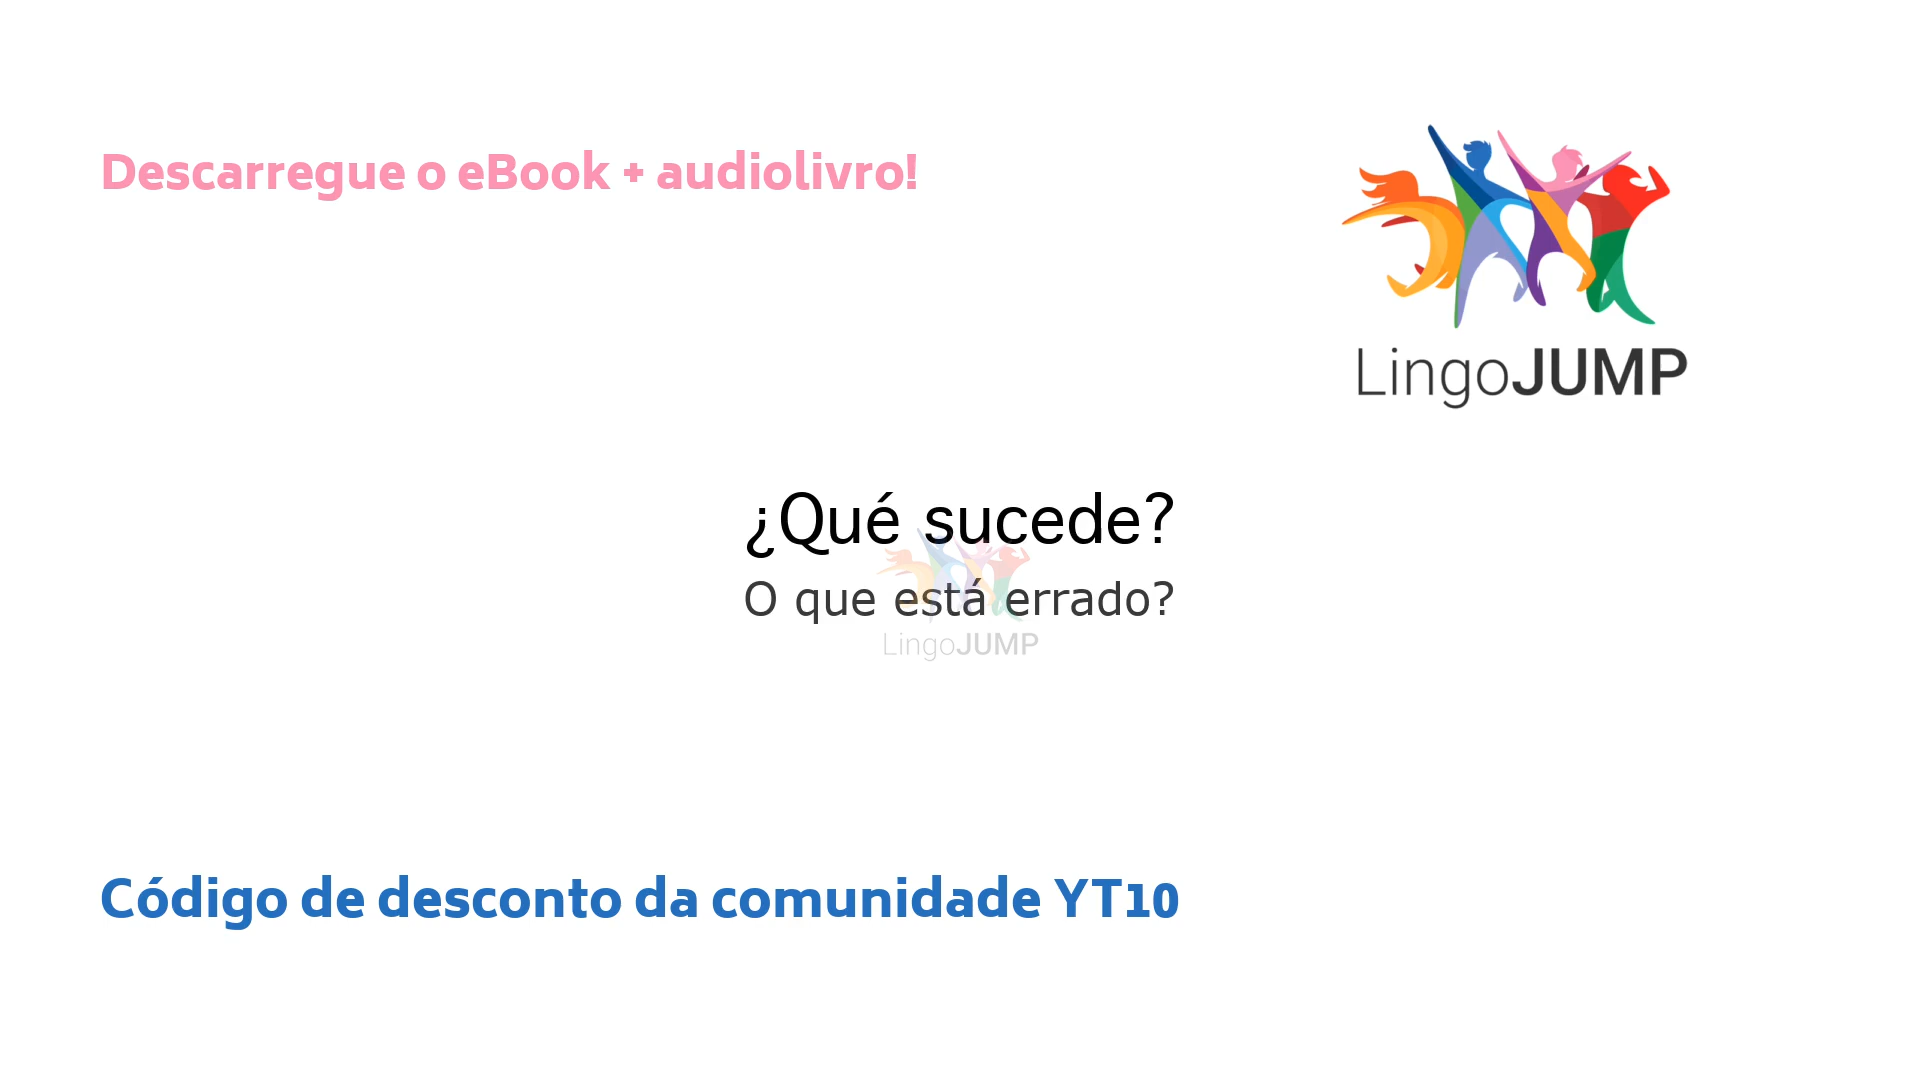 Descarregue o eBook + audiolivro!
LingoJUMP
¿Qué sucede?
O que está errado?
LingoJUMP
Código de desconto da comunidade YT10